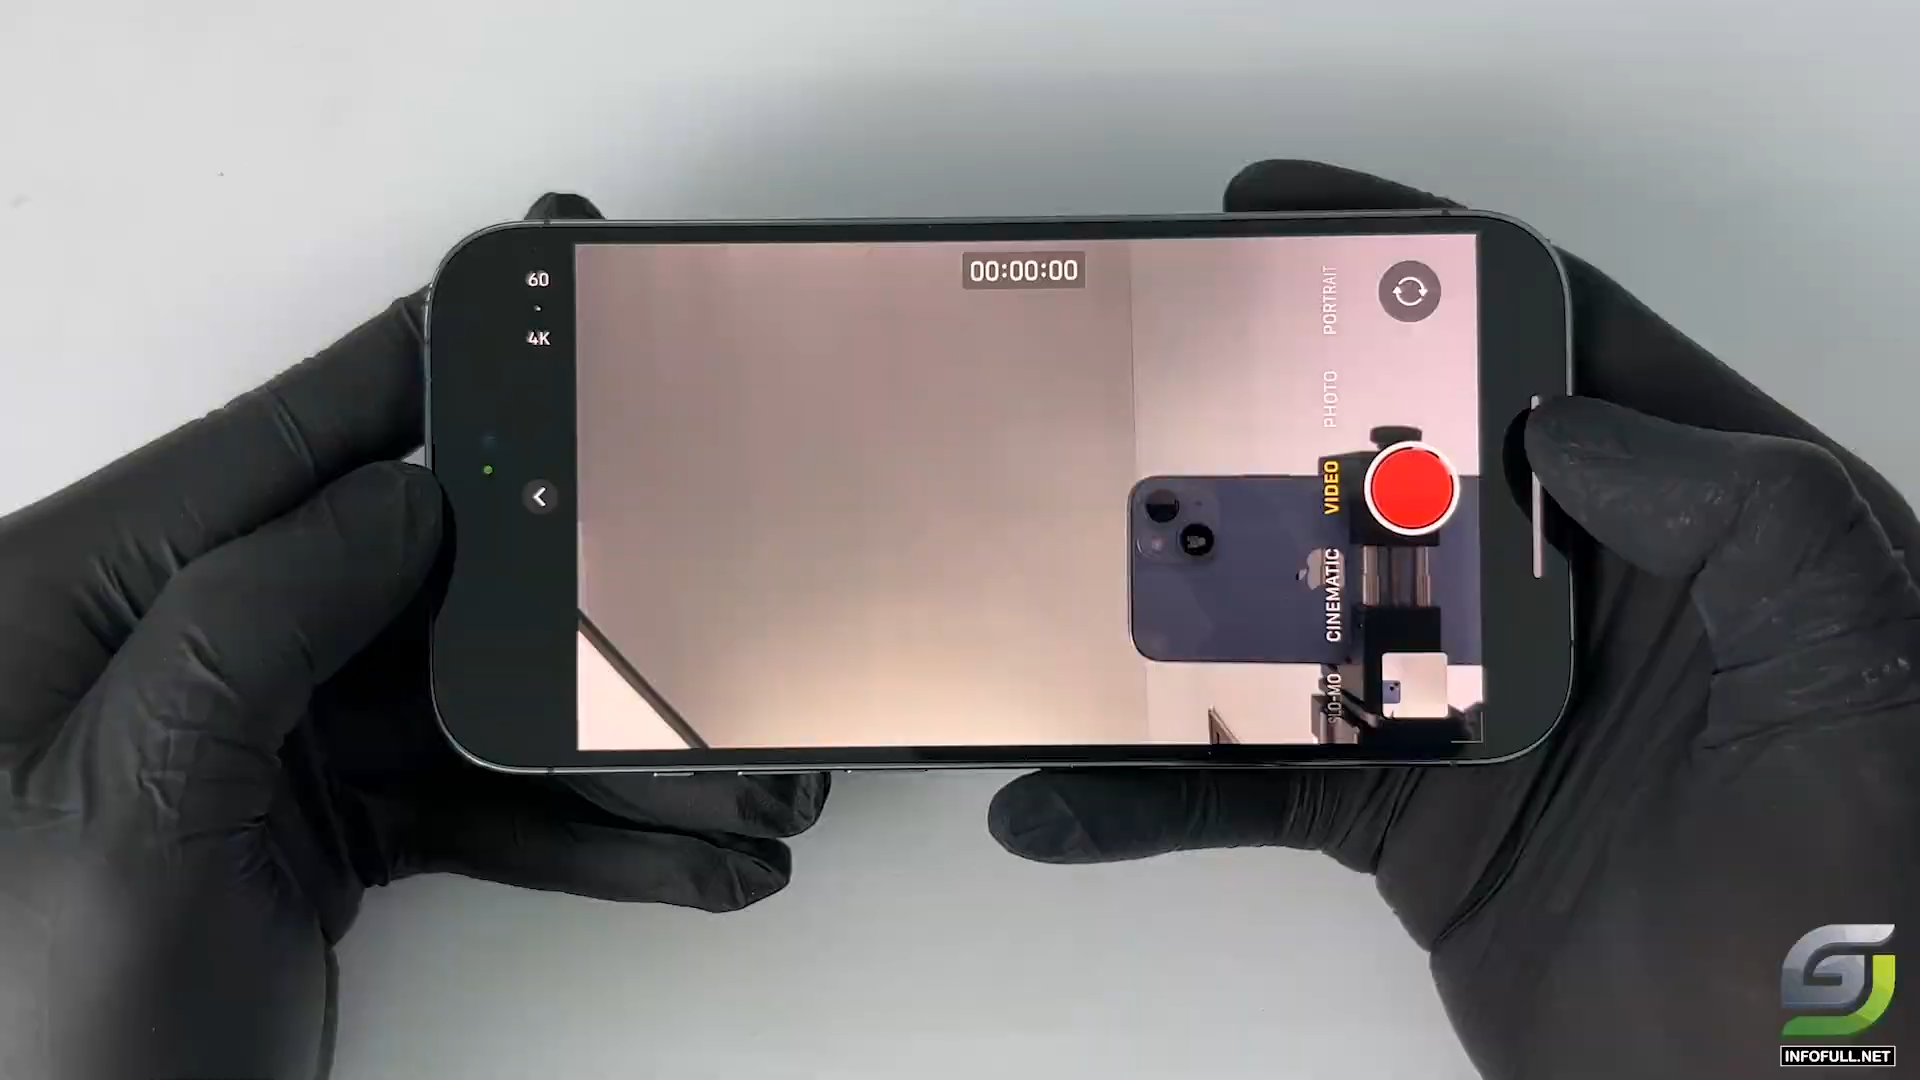 60
4K
00:00:00
PORTRAIT
PHOTO
VIDEO
CINEMATIC
SLO-MO
INFOFULL.NET